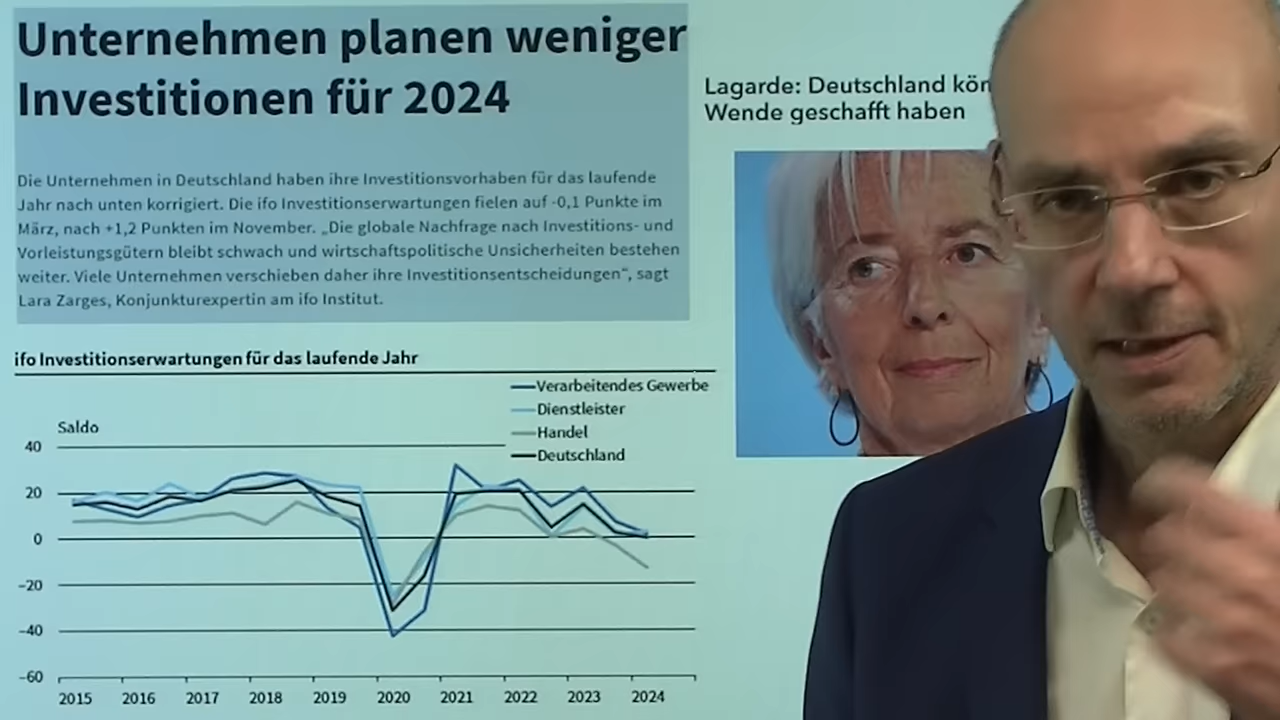 Unternehmen planen weniger
Investitionen für 2024
Die Unternehmen in Deutschland haben ihre Investitionsvorhaben für das laufende
Jahr nach unten korrigiert. Die ifo Investitionserwartungen fielen auf -0,1 Punkte im
März, nach +1,2 Punkten im November. „Die globale Nachfrage nach Investitions- und
Vorleistungsgütern bleibt schwach und wirtschaftspolitische Unsicherheiten bestehen
weiter. Viele Unternehmen verschieben daher ihre Investitionsentscheidungen“, sagt
Lara Zarges, Konjunkturexpertin am ifo Institut.
ifo Investitionserwartungen für das laufende Jahr
Verarbeitendes Gewerbe
Dienstleister
Handel
Deutschland
Saldo
40
20
0
–20
–40
–60
2015 2016 2017 2018 2019 2020 2021 2022 2023 2024
Lagarde: Deutschland
Wende geschafft haben